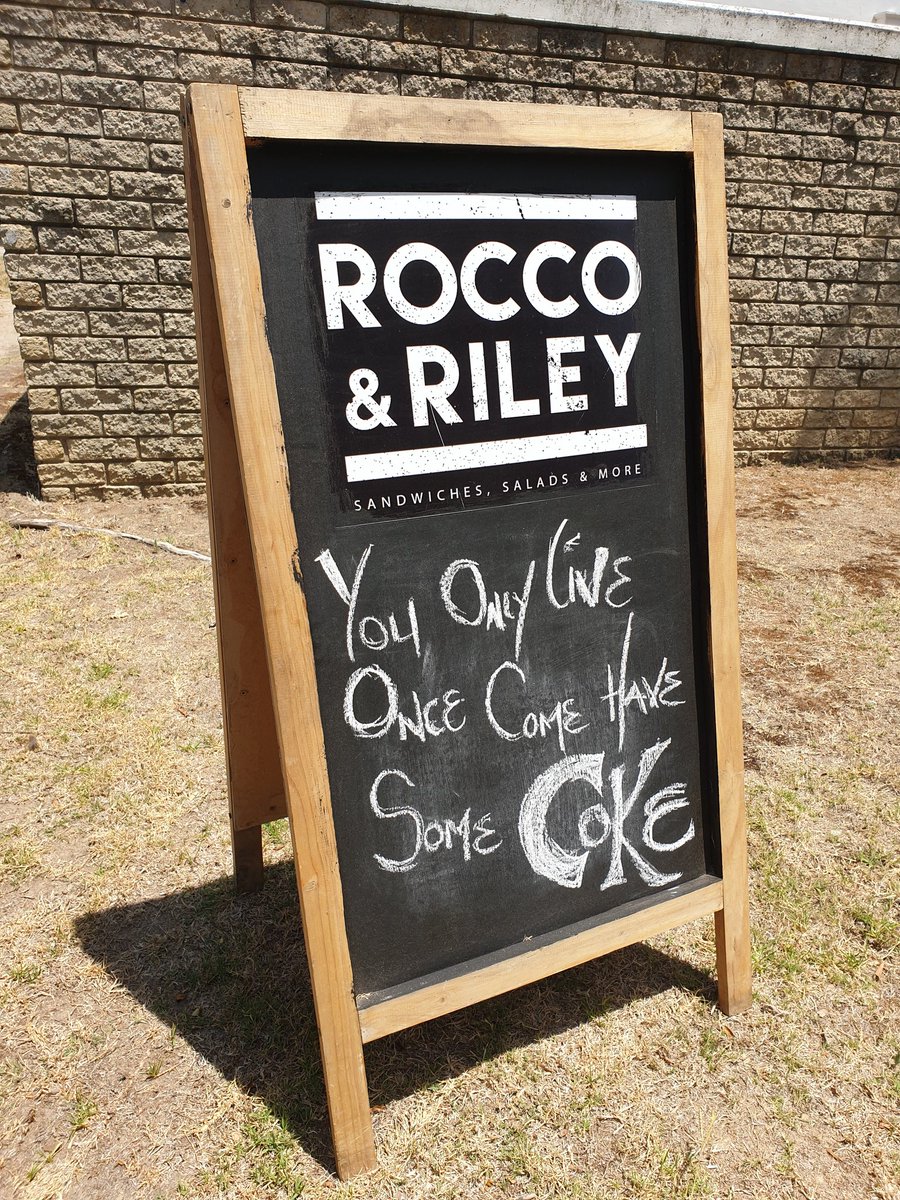 ROCCO
& RILEY
SANDWICHES, SALADS & MORE
You Only Live
Once Come Have
Some Coke